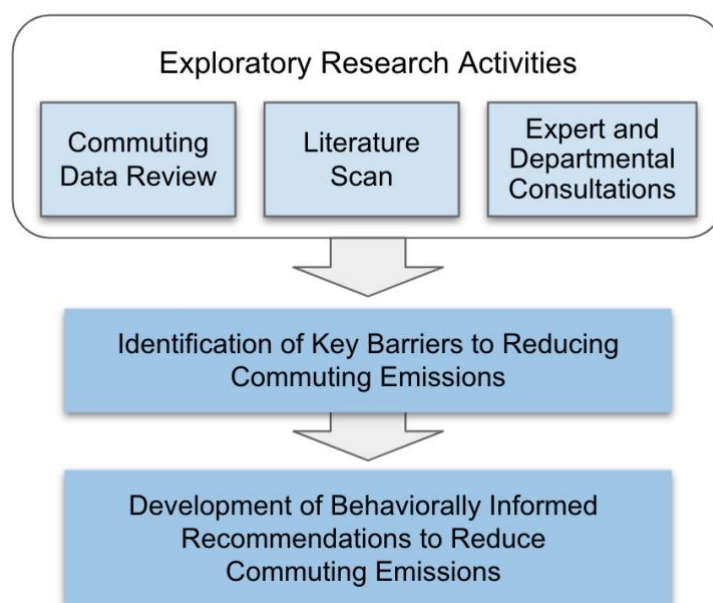 Exploratory Research Activities
Commuting
Data Review
Literature
Scan
Expert and
Departmental
Consultations
Identification of Key Barriers to Reducing
Commuting Emissions
Development of Behaviorally Informed
Recommendations to Reduce
Commuting Emissions